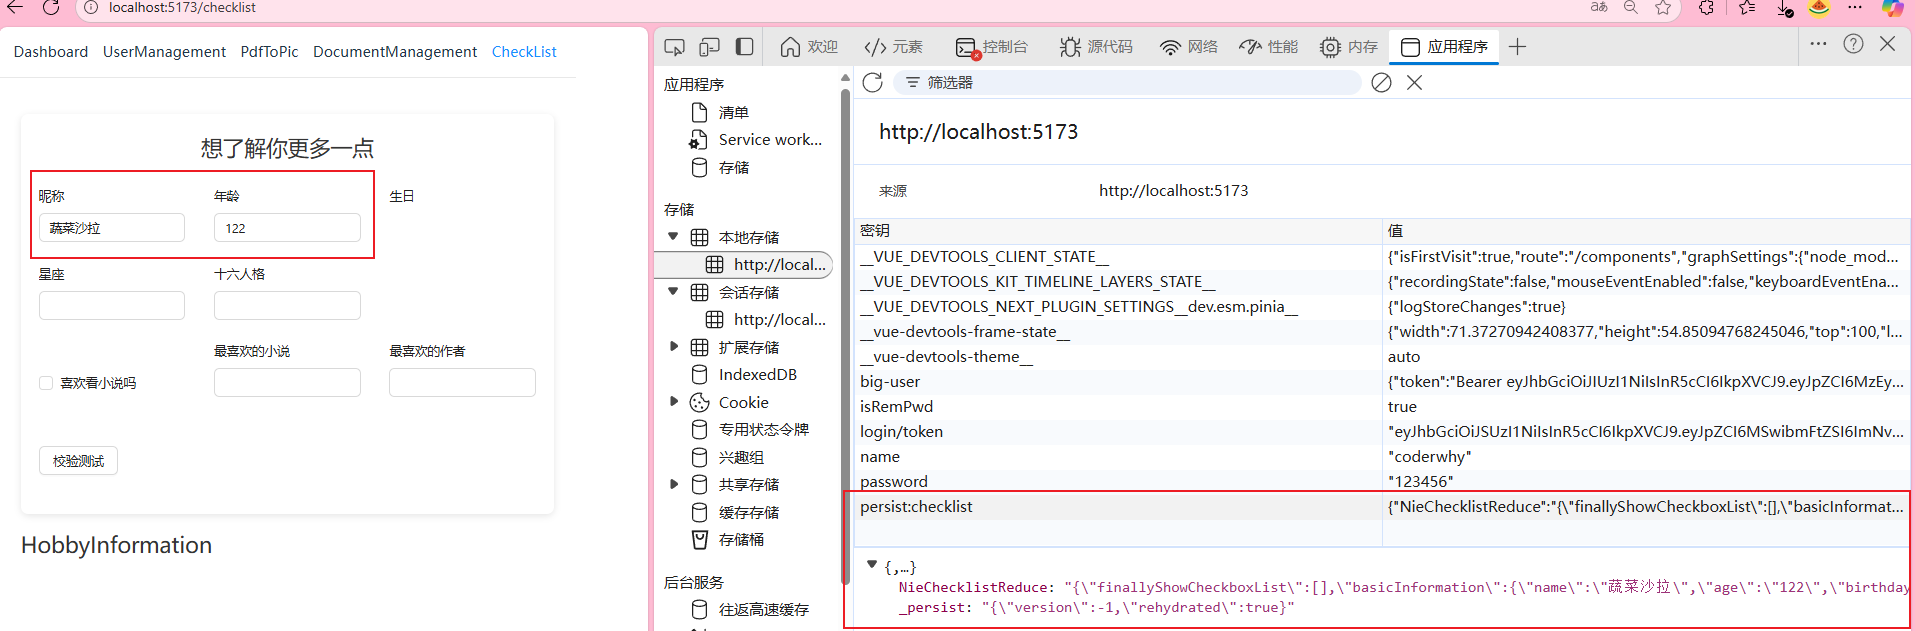 localhost:5173/checklist
Dashboard UserManagement PdfToPic DocumentManagement CheckList
想了解你更多一点
昵称 年龄 生日
蔬菜沙拉 122
星座 十六人格
最喜欢的小说 最喜欢的作者
喜欢看小说吗
校验测试
HobbyInformation
欢迎 元素 控制台 源代码 网络 性能 内存 应用程序
应用程序
清单
Service work...
存储
存储
本地存储
http://local...
会话存储
http://local...
扩展存储
IndexedDB
Cookie
专用状态令牌
兴趣组
共享存储
缓存存储
存储桶
后台服务
往返高速缓存
筛选器
http://localhost:5173
来源 http://localhost:5173
密钥 值
__VUE_DEVTOOLS_CLIENT_STATE__ {"isFirstVisit":true,"route":"/components","graphSettings":{"node_mod...
__VUE_DEVTOOLS_KIT_TIMELINE_LAYERS_STATE__ {"recordingState":false,"mouseEventEnabled":false,"keyboardEventEna...
__VUE_DEVTOOLS_NEXT_PLUGIN_SETTINGS__dev.esm.pinia__ {"logStoreChanges":true}
__vue-devtools-frame-state__ {"width":71.37270942408377,"height":54.85094768245046,"top":100,"l...
__vue-devtools-theme__ auto
big-user {"token":"Bearer eyJhbGciOiJIUzI1NiIsInR5cCI6IkpXVCJ9.eyJpZCI6MzEy...
isRemPwd true
login/token "eyJhbGciOiJSUzI1NiIsInR5cCI6IkpXVCJ9.eyJpZCI6MSwibmFtZSI6ImNv...
name "coderwhy"
password "123456"
persist:checklist {"NieChecklistReduce":"{\"finallyShowCheckboxList\":[],\"basicInformat...
{,…}
NieChecklistReduce: "{\"finallyShowCheckboxList\":[],\"basicInformation\":{\"name\":\"蔬菜沙拉\",\"age\":\"122\",\"birthday
_persist: "{\"version\":-1,\"rehydrated\":true}"